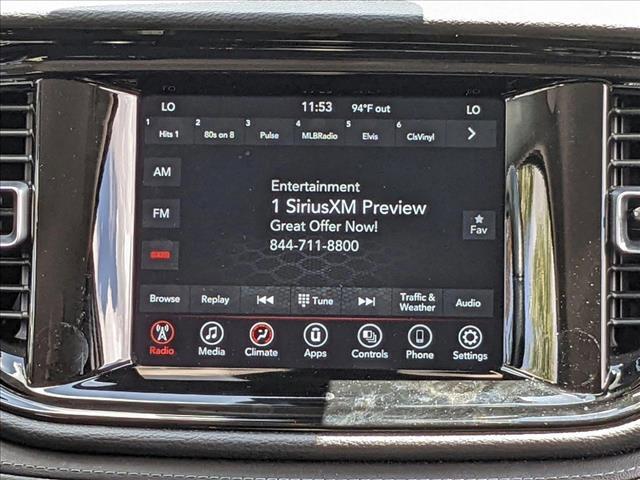 LO 11:53 94°F out LO
1 Hits 1 2 80s on 8 3 Pulse 4 MLBRadio 5 Elvis 6 ClsVinyl
AM
Entertainment
1 SiriusXM Preview
FM
Great Offer Now!
Fav
844-711-8800
Browse Replay Tune Traffic & Weather Audio
Radio Media Climate Apps Controls Phone Settings